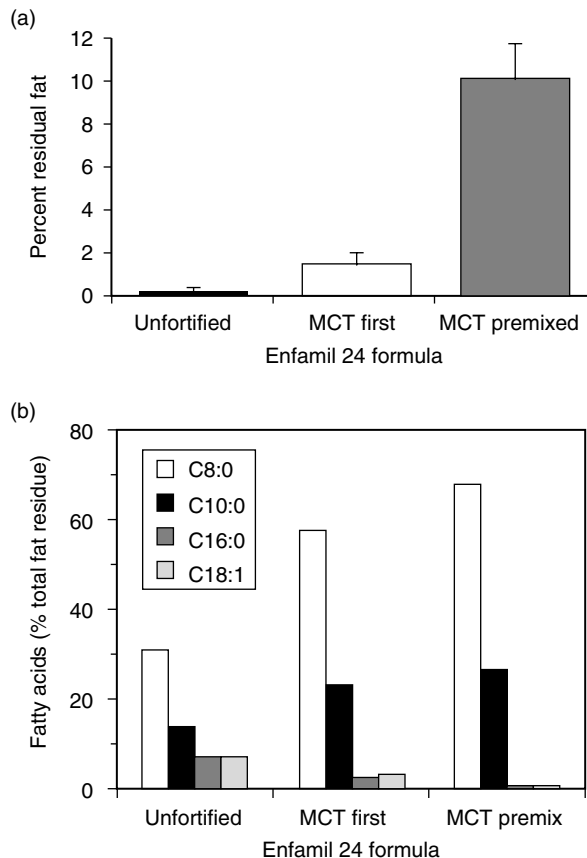 (a)
Percent residual fat
12
10
8
6
4
2
0
Unfortified MCT first MCT premixed
Enfamil 24 formula
(b)
Fatty acids (% total fat residue)
80
60
40
20
0
C8:0
C10:0
C16:0
C18:1
Unfortified MCT first MCT premix
Enfamil 24 formula